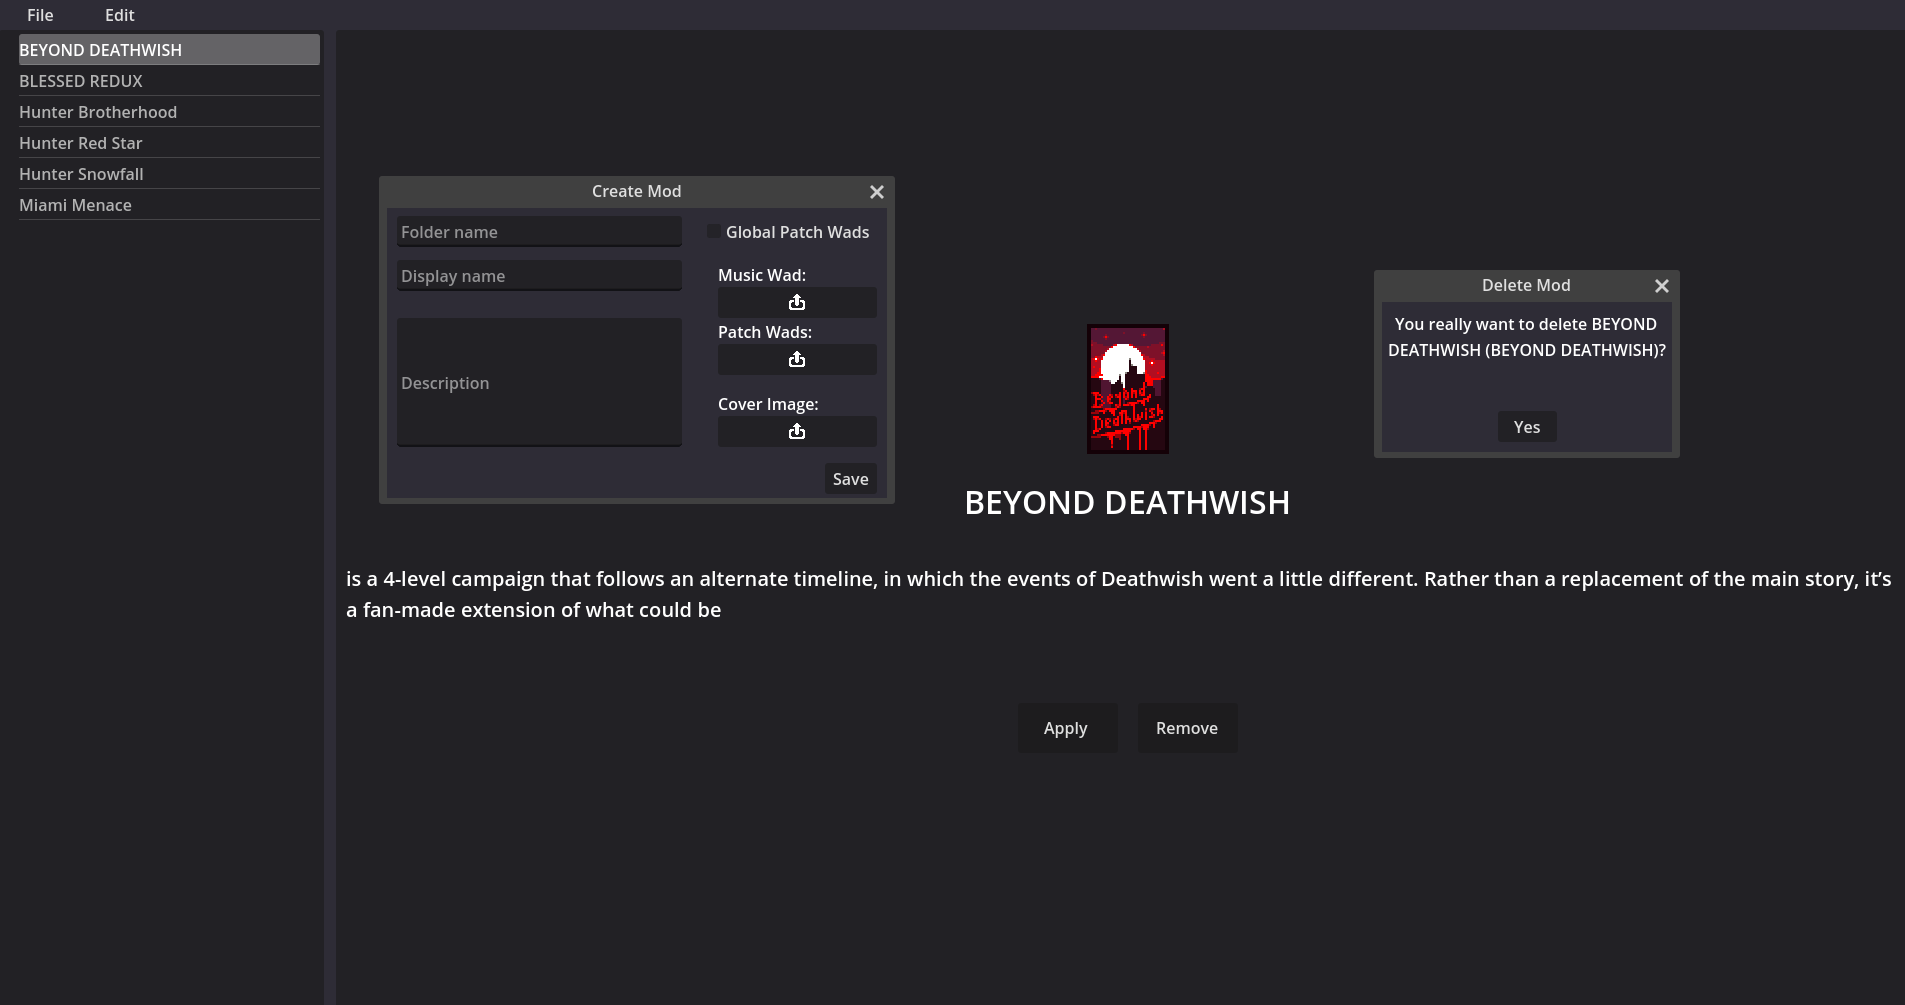 File Edit
BEYOND DEATHWISH
BLESSED REDUX
Hunter Brotherhood
Hunter Red Star
Hunter Snowfall
Miami Menace
Create Mod
Folder name
Global Patch Wads
Display name
Music Wad:
Patch Wads:
Description
Cover Image:
Save
Delete Mod
You really want to delete BEYOND
DEATHWISH (BEYOND DEATHWISH)?
Yes
Beyond
DeathWish
BEYOND DEATHWISH
is a 4-level campaign that follows an alternate timeline, in which the events of Deathwish went a little different. Rather than a replacement of the main story, it’s
a fan-made extension of what could be
Apply Remove